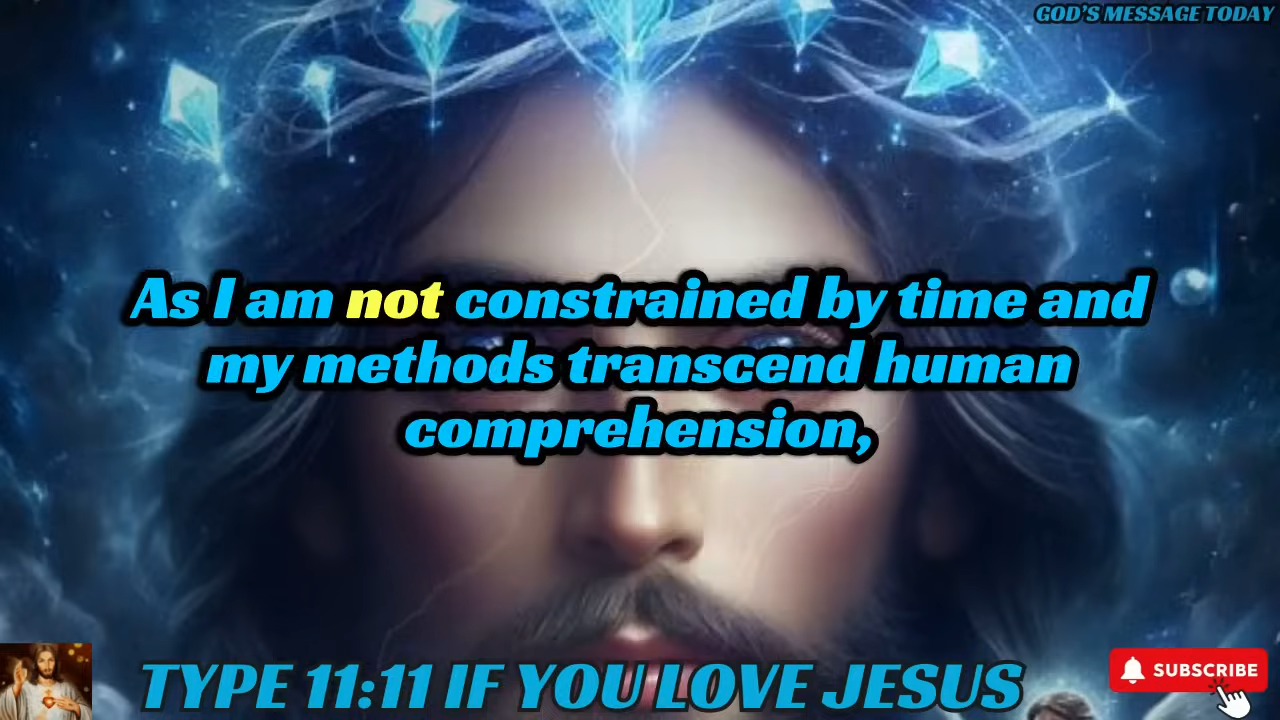 GOD'S MESSAGE TODAY
As I am not constrained by time and
my methods transcend human
comprehension,
TYPE 11:11 IF YOU LOVE JESUS
SUBSCRIBE